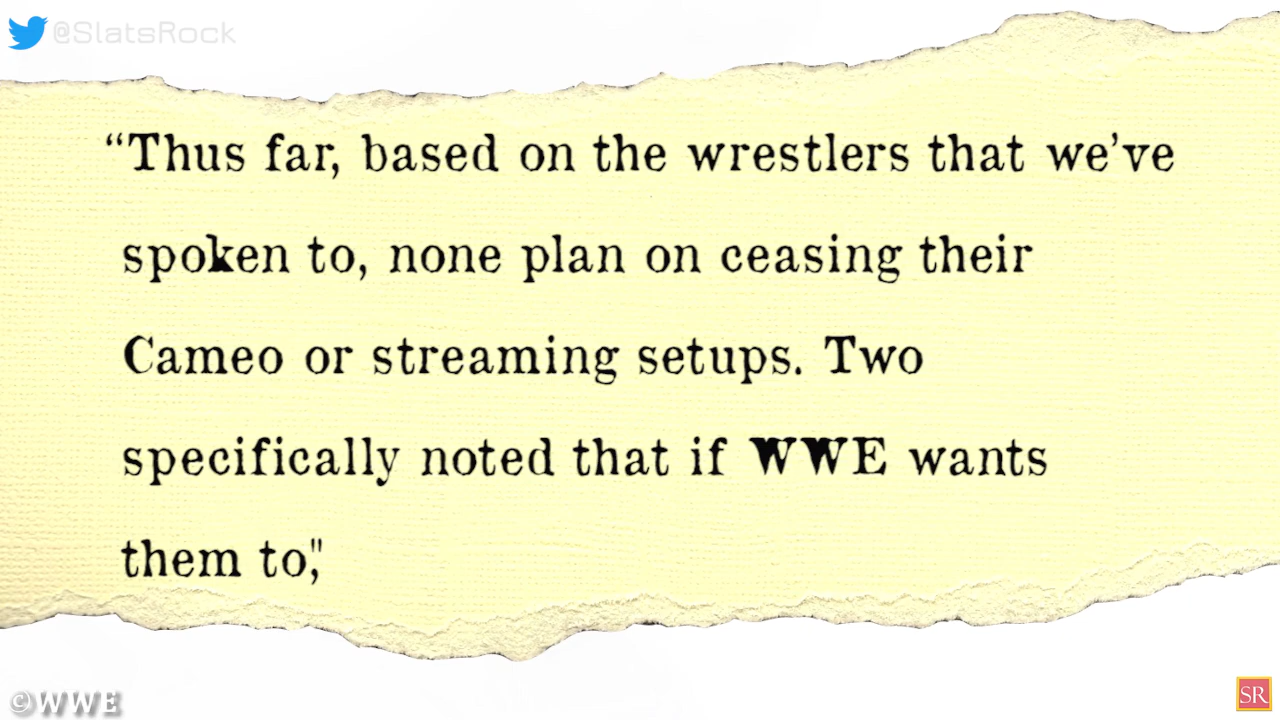 @SlatsRock
“Thus far, based on the wrestlers that we've
spoken to, none plan on ceasing their
Cameo or streaming setups. Two
specifically noted that if WWE wants
them to,"
©WWE
SR